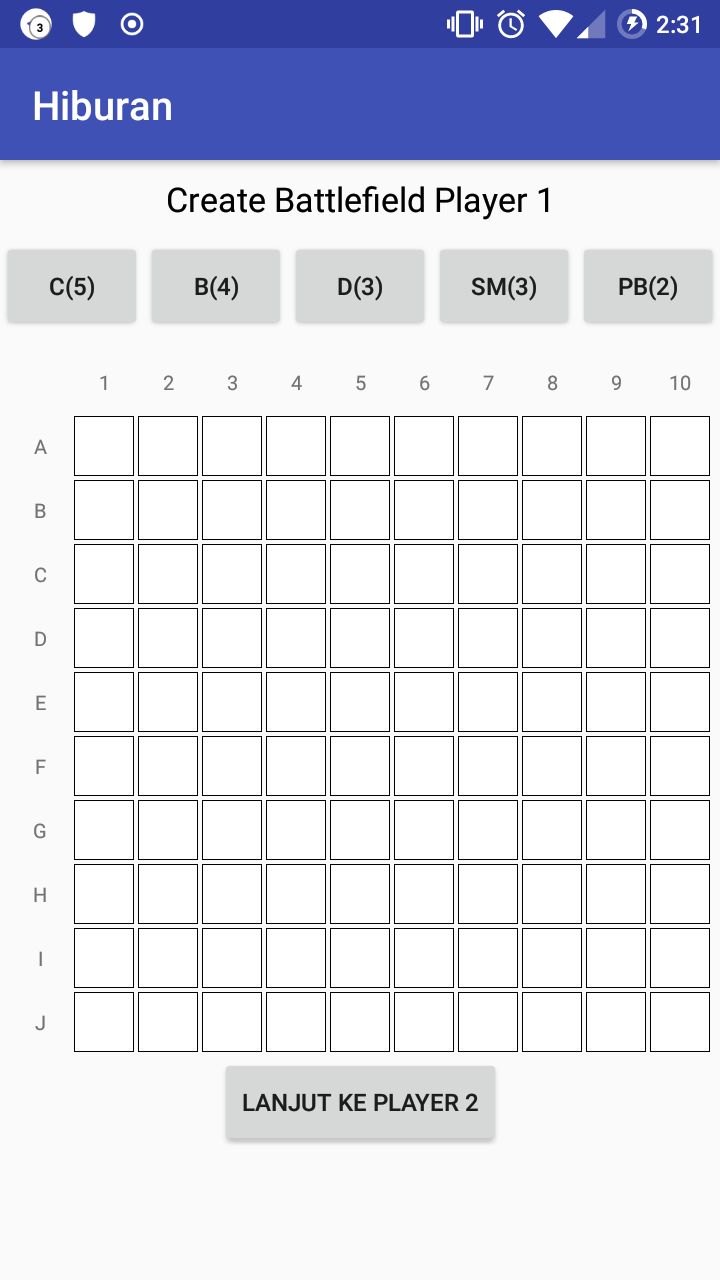 3 2:31
Hiburan
Create Battlefield Player 1
C(5) B(4) D(3) SM(3) PB(2)
1 2 3 4 5 6 7 8 9 10
A
B
C
D
E
F
G
H
I
J
LANJUT KE PLAYER 2